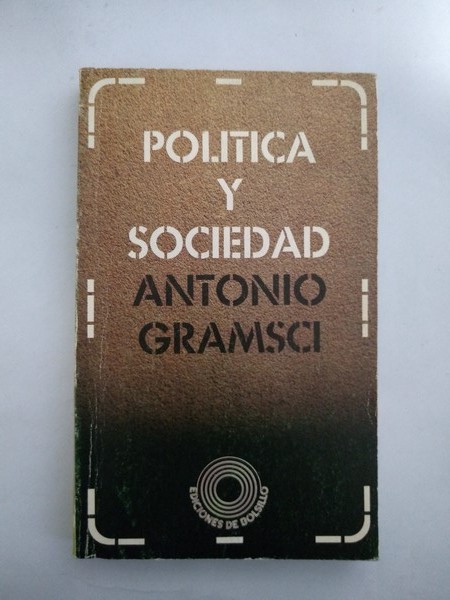 POLITICA
Y
SOCIEDAD
ANTONIO
GRAMSCI
EDICIONES DE BOLSILLO